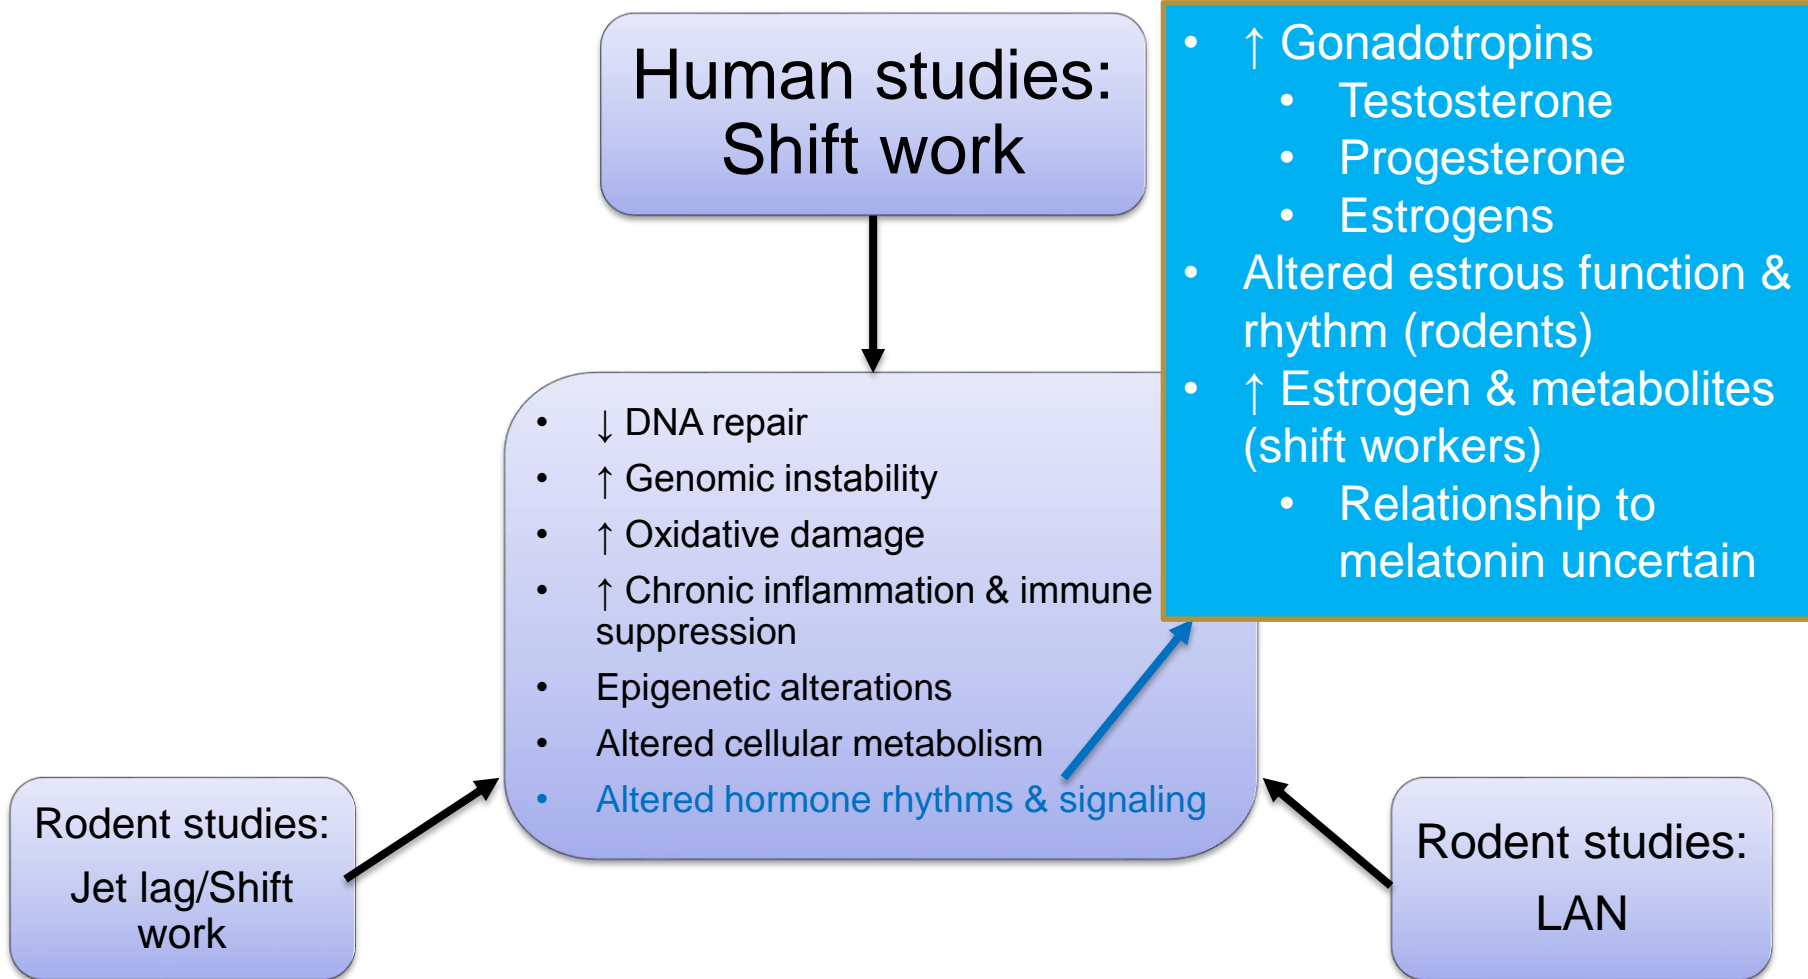 Human studies:
Shift work
• ↑ Gonadotropins
• Testosterone
• Progesterone
• Estrogens
• Altered estrous function &
rhythm (rodents)
• ↑ Estrogen & metabolites
(shift workers)
• Relationship to
melatonin uncertain
• ↓ DNA repair
• ↑ Genomic instability
• ↑ Oxidative damage
• ↑ Chronic inflammation & immune
suppression
• Epigenetic alterations
• Altered cellular metabolism
• Altered hormone rhythms & signaling
Rodent studies:
Jet lag/Shift
work
Rodent studies:
LAN